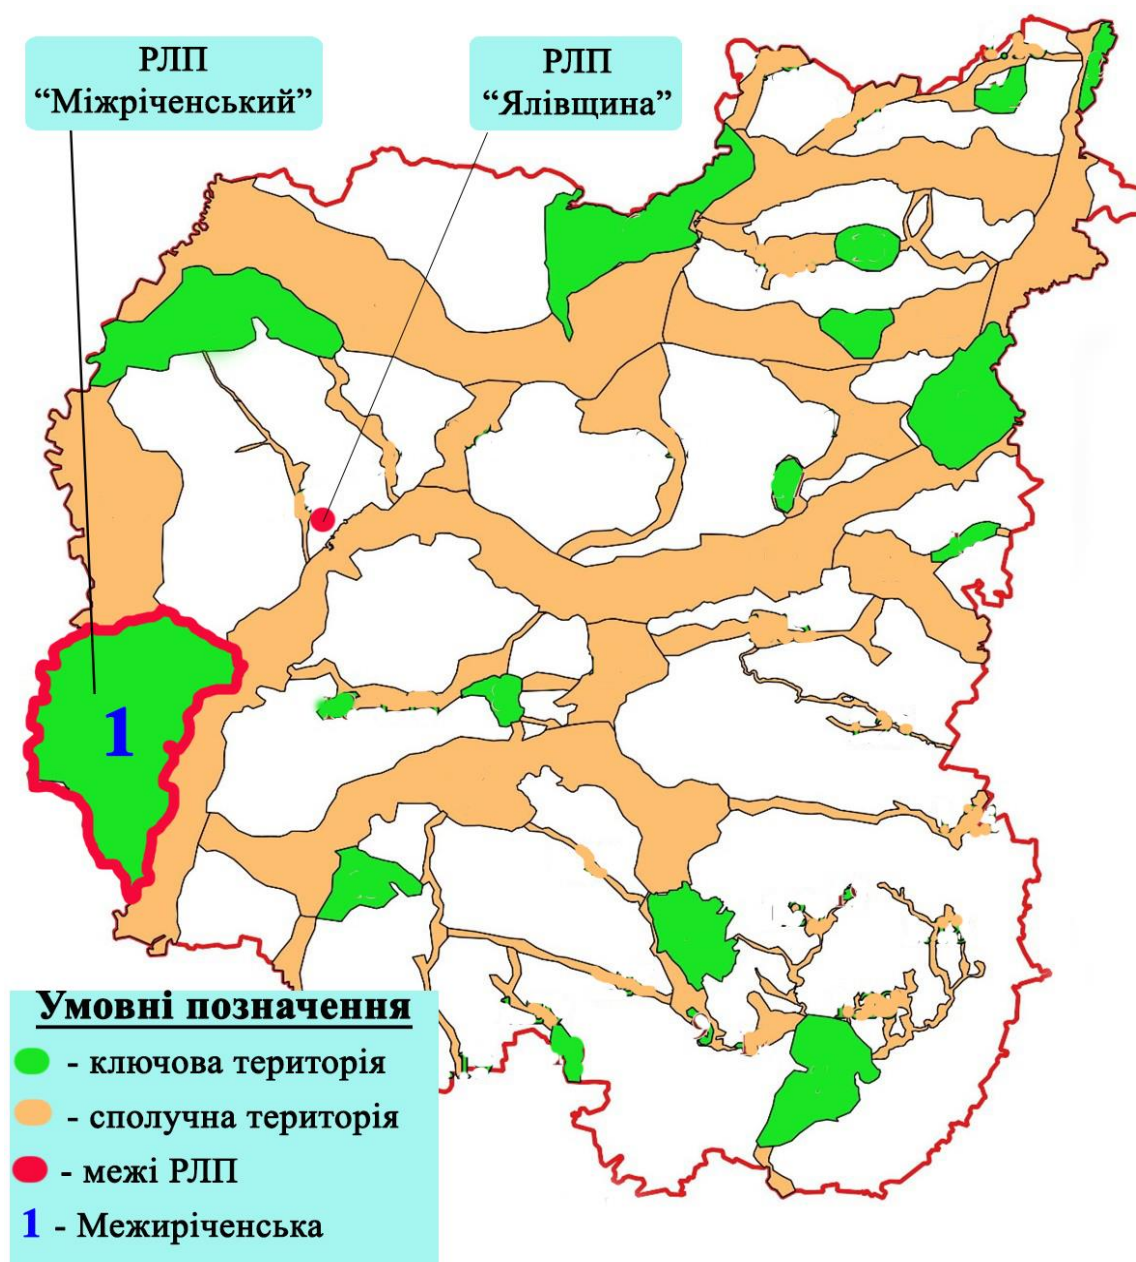 РЛП
“Міжріченський”
РЛП
“Ялівщина”
1
Умовні позначення
- ключова територія
- сполучна територія
- межі РЛП
1 - Межиріченська